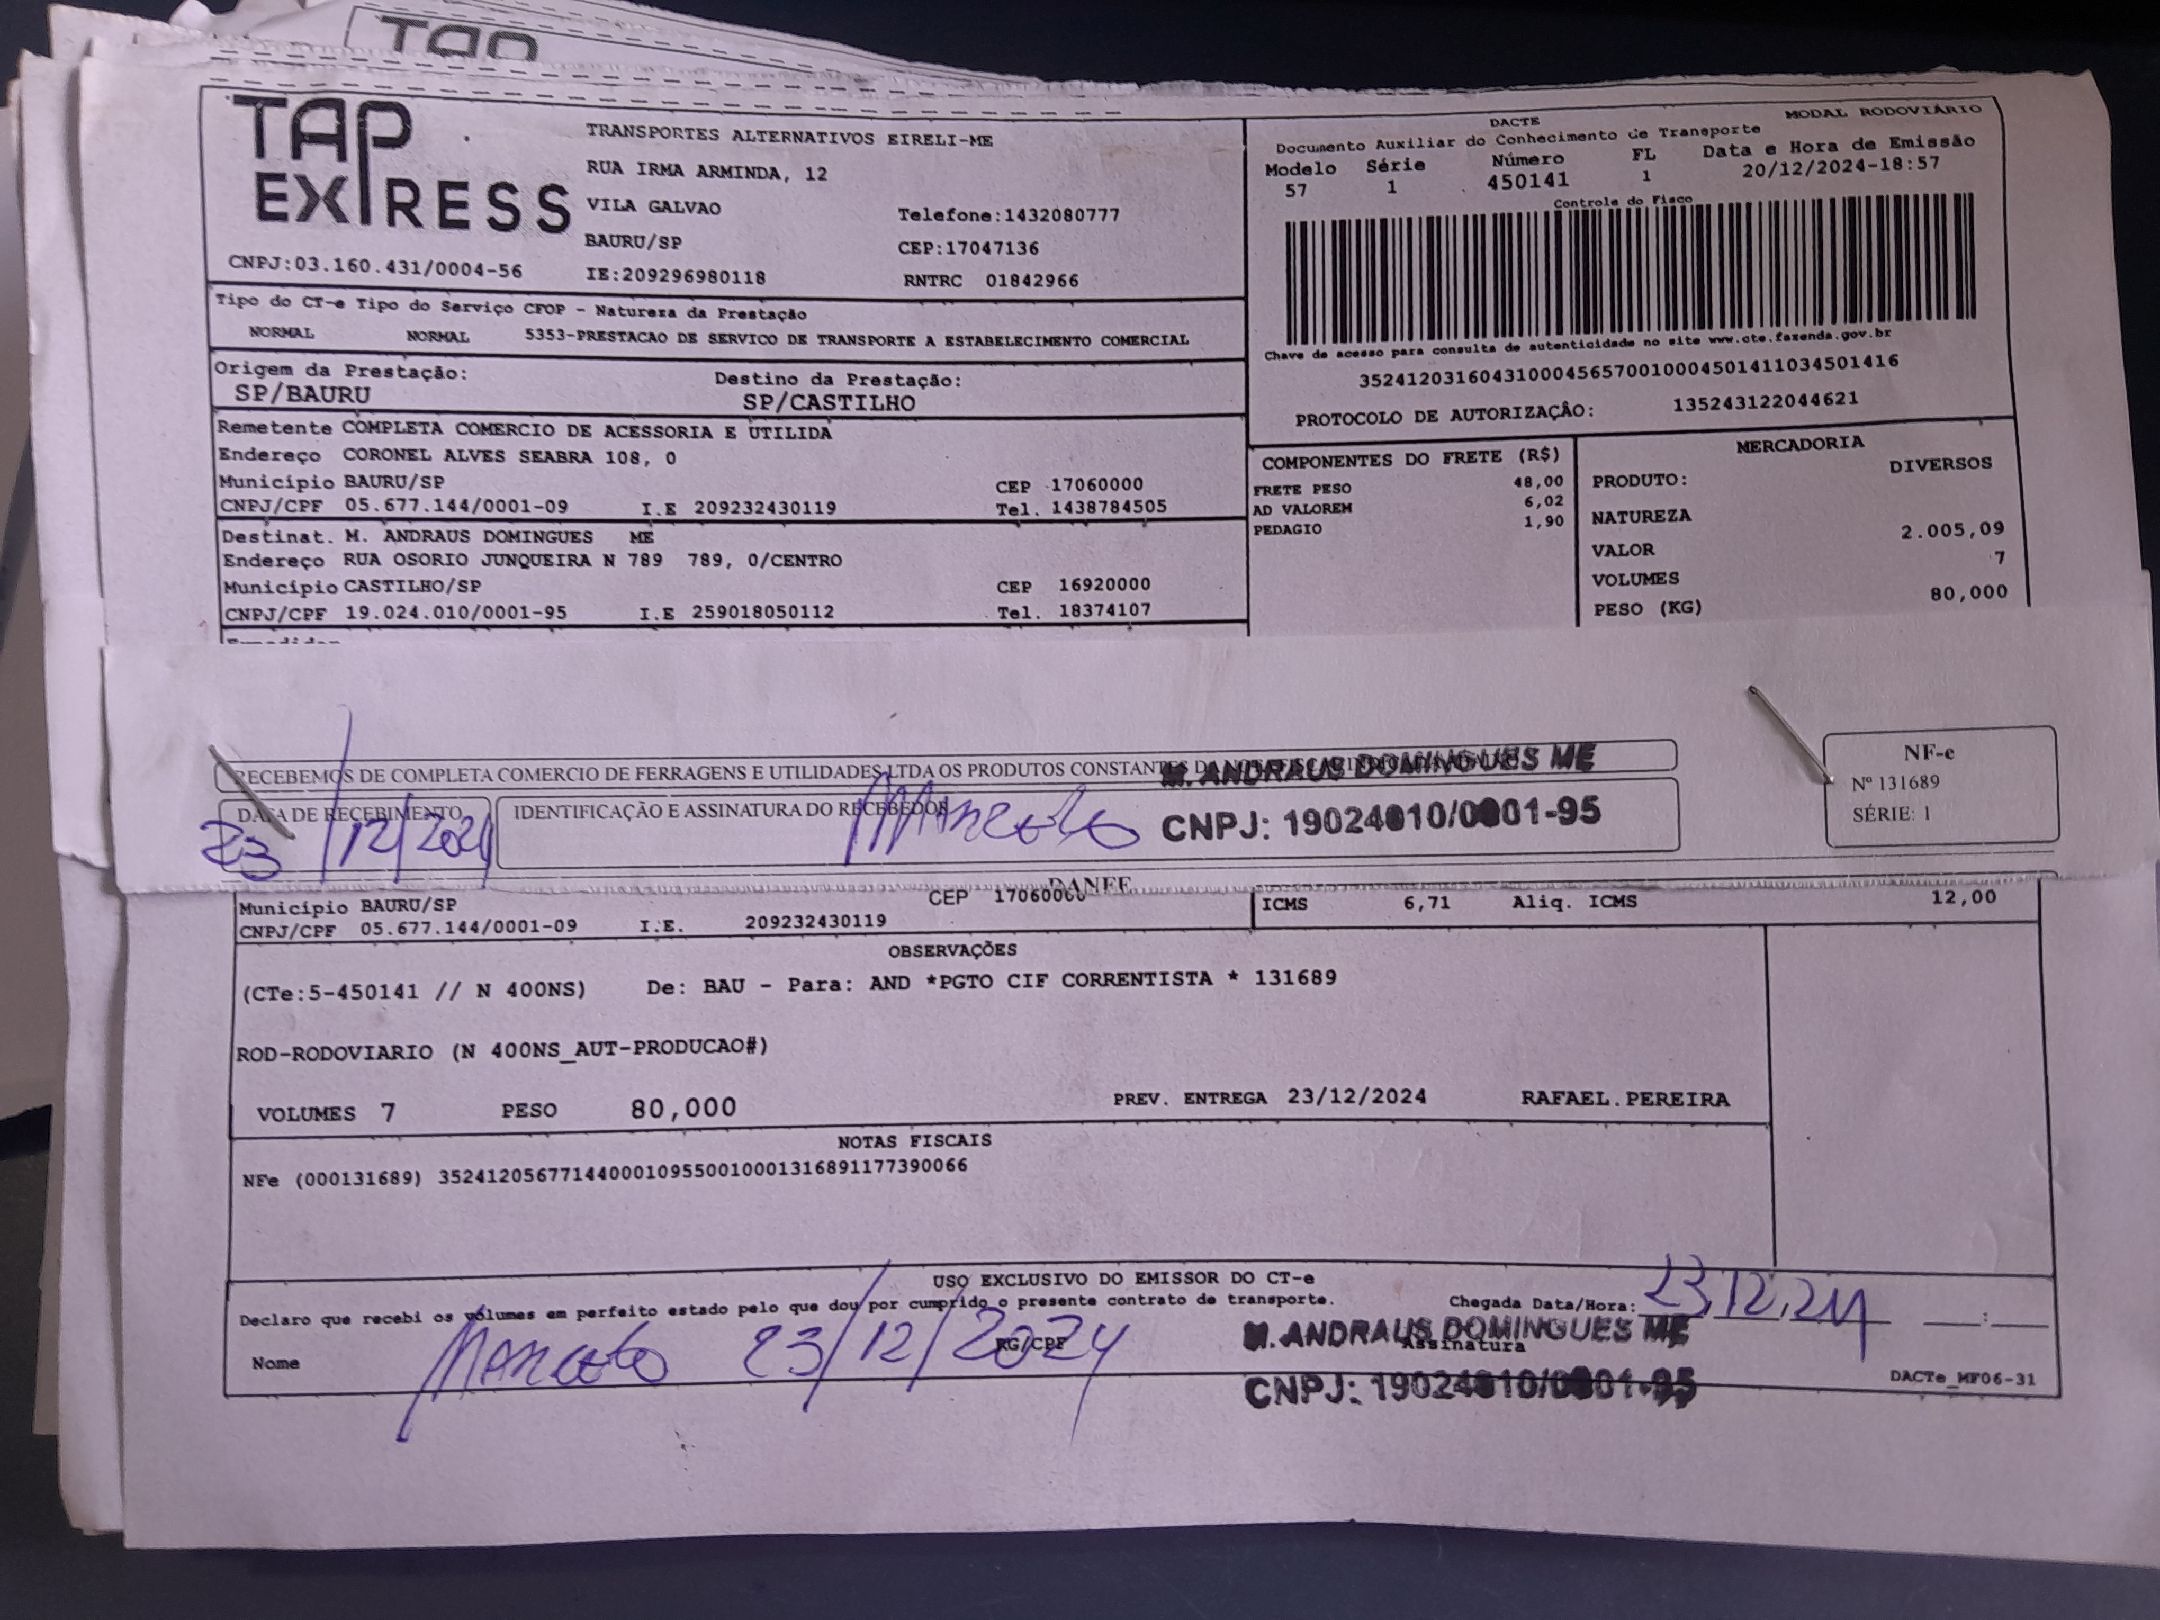 TAP
TAP
EXPRESS
CNPJ:03.160.431/0004-56
TRANSPORTES ALTERNATIVOS EIRELI-ME
RUA IRMA ARMINDA, 12
VILA GALVAO
Telefone:1432080777
BAURU/SP
CEP:17047136
IE:209296980118
RNTRC 01842966
DACTE
MODAL RODOVIÁRIO
Documento Auxiliar do Conhecimento de Transporte
Modelo Série Número FL Data e Hora de Emissão
57 1 450141 1 20/12/2024-18:57
Controle do Fisco
Chave de acesso para consulta de autenticidade no site www.cte.fazenda.gov.br
35241203160431000456570010004501411034501416
PROTOCOLO DE AUTORIZAÇÃO: 135243122044621
Tipo do CT-e Tipo do Serviço CFOP - Natureza da Prestação
NORMAL NORMAL 5353-PRESTACAO DE SERVICO DE TRANSPORTE A ESTABELECIMENTO COMERCIAL
Origem da Prestação: Destino da Prestação:
SP/BAURU SP/CASTILHO
Remetente COMPLETA COMERCIO DE ACESSORIA E UTILIDA
Endereço CORONEL ALVES SEABRA 108, 0
Município BAURU/SP CEP 17060000
CNPJ/CPF 05.677.144/0001-09 I.E 209232430119 Tel. 1438784505
Destinat. M. ANDRAUS DOMINGUES ME
Endereço RUA OSORIO JUNQUEIRA N 789 789, 0/CENTRO
Município CASTILHO/SP CEP 16920000
CNPJ/CPF 19.024.010/0001-95 I.E 259018050112 Tel. 18374107
COMPONENTES DO FRETE (R$)
FRETE PESO 48,00
AD VALOREM 6,02
PEDAGIO 1,90
MERCADORIA
PRODUTO: DIVERSOS
NATUREZA
VALOR 2.005,09
VOLUMES 7
PESO (KG) 80,000
RECEBEMOS DE COMPLETA COMERCIO DE FERRAGENS E UTILIDADES LTDA OS PRODUTOS CONSTANTES DA
M. ANDRAUS DOMINGUES ME
DATA DE RECEBIMENTO
23/12/2024
IDENTIFICAÇÃO E ASSINATURA DO RECEBEDOR
Marcelo
CNPJ: 19024010/0001-95
NF-e
Nº 131689
SÉRIE: 1
DANFE
Município BAURU/SP CEP 17060000
CNPJ/CPF 05.677.144/0001-09 I.E. 209232430119
ICMS 6,71 Aliq. ICMS 12,00
OBSERVAÇÕES
(CTe:5-450141 // N 400NS) De: BAU - Para: AND *PGTO CIF CORRENTISTA * 131689
ROD-RODOVIARIO (N 400NS_AUT-PRODUCAO#)
VOLUMES 7 PESO 80,000 PREV. ENTREGA 23/12/2024 RAFAEL.PEREIRA
NOTAS FISCAIS
NFe (000131689) 35241205677144000109550010001316891177390066
USO EXCLUSIVO DO EMISSOR DO CT-e
Declaro que recebi os volumes em perfeito estado pelo que dou por cumprido o presente contrato de transporte.
Chegada Data/Hora: 23.12.24 :
Nome Marcelo 23/12/2024 RG/CPF
M. ANDRAUS DOMINGUES ME
Assinatura
CNPJ: 19024010/0001-95
DACTe_MF06-31